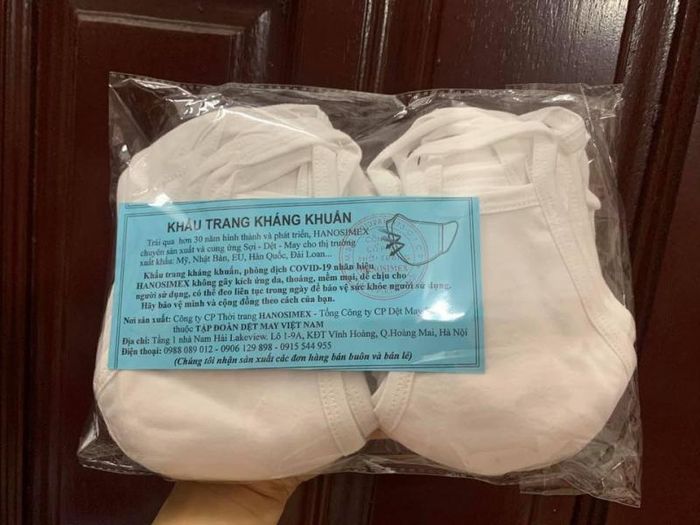 KHẨU TRANG KHÁNG KHUẨN
Trải qua hơn 30 năm hình thành và phát triển, HANOSIMEX
chuyên sản xuất và cung ứng Sợi - Dệt - May cho thị trường
xuất khẩu: Mỹ, Nhật Bản, EU, Hàn Quốc, Đài Loan...
Khẩu trang kháng khuẩn, phòng dịch COVID-19 nhãn hiệu
HANOSIMEX không gây kích ứng da, thoáng, mềm mại, dễ chịu cho
người sử dụng, có thể đeo liên tục trong ngày để bảo vệ sức khỏe người sử dụng.
Hãy bảo vệ mình và cộng đồng theo cách của bạn.
Nơi sản xuất: Công ty CP Thời trang HANOSIMEX - Tổng Công ty CP Dệt May
thuộc TẬP ĐOÀN DỆT MAY VIỆT NAM
Địa chỉ: Tầng 1 nhà Nam Hải Lakeview, Lô 1-9A, KĐT Vĩnh Hoàng, Q.Hoàng Mai, Hà Nội
Điện thoại: 0988 089 012 - 0906 129 898 - 0915 544 955
(Chúng tôi nhận sản xuất các đơn hàng bán buôn và bán lẻ)